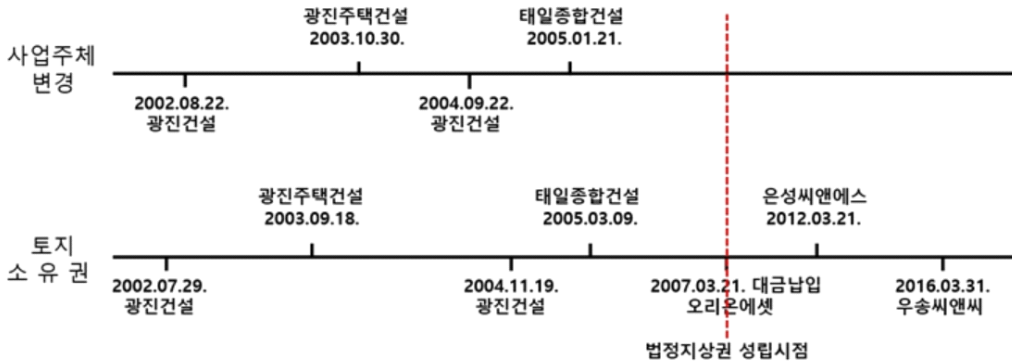 광진주택건설
2003.10.30.
태일종합건설
2005.01.21.
사업주체
변경
2002.08.22.
광진건설
2004.09.22.
광진건설
광진주택건설
2003.09.18.
태일종합건설
2005.03.09.
은성씨앤에스
2012.03.21.
토지
소 유 권
2002.07.29.
광진건설
2004.11.19.
광진건설
2007.03.21. 대금납입
오리온에셋
2016.03.31.
우송씨앤씨
법정지상권 성립시점